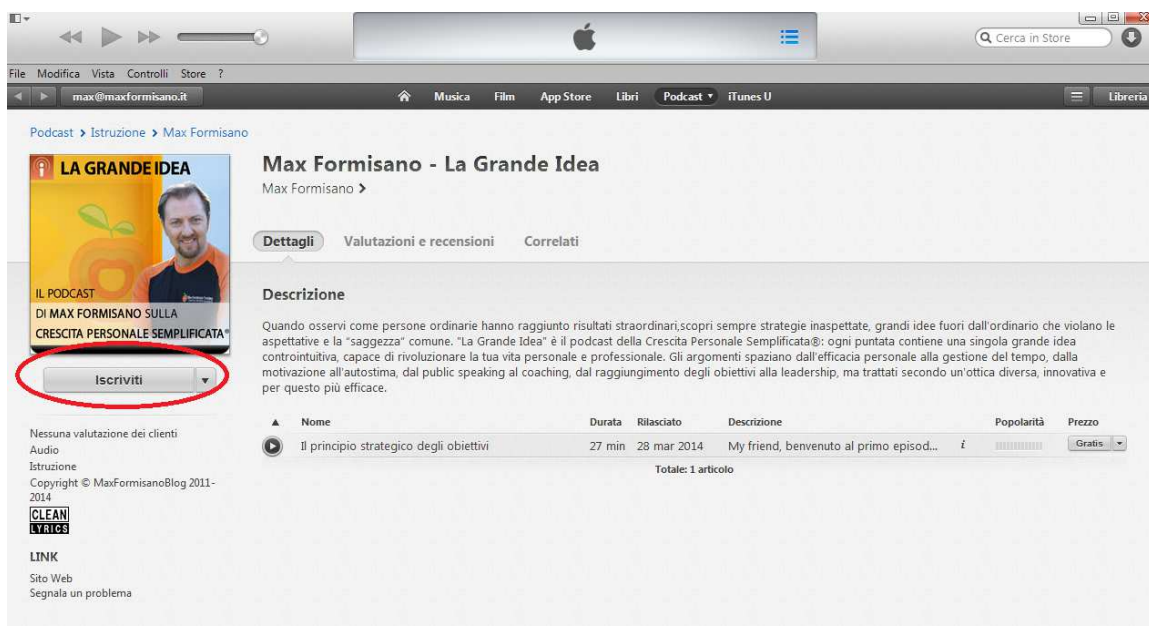 Cerca in Store
File Modifica Vista Controlli Store ?
max@maxformisano.it Musica Film App Store Libri Podcast iTunes U Libreria
Podcast > Istruzione > Max Formisano
LA GRANDE IDEA
IL PODCAST
DI MAX FORMISANO SULLA
CRESCITA PERSONALE SEMPLIFICATA®
Iscriviti
Nessuna valutazione dei clienti
Audio
Istruzione
Copyright © MaxFormisanoBlog 2011-
2014
CLEAN
LYRICS
LINK
Sito Web
Segnala un problema
Max Formisano - La Grande Idea
Max Formisano >
Dettagli Valutazioni e recensioni Correlati
Descrizione
Quando osservi come persone ordinarie hanno raggiunto risultati straordinari,scopri sempre strategie inaspettate, grandi idee fuori dall'ordinario che violano le
aspettative e la "saggezza" comune. "La Grande Idea" è il podcast della Crescita Personale Semplificata®: ogni puntata contiene una singola grande idea
controintuitiva, capace di rivoluzionare la tua vita personale e professionale. Gli argomenti spaziano dall'efficacia personale alla gestione del tempo, dalla
motivazione all'autostima, dal public speaking al coaching, dal raggiungimento degli obiettivi alla leadership, ma trattati secondo un'ottica diversa, innovativa e
per questo più efficace.
Nome Durata Rilasciato Descrizione Popolarità Prezzo
Il principio strategico degli obiettivi 27 min 28 mar 2014 My friend, benvenuto al primo episod... i Gratis
Totale: 1 articolo